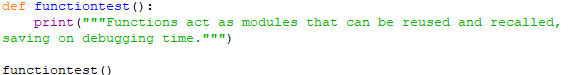 def functiontest():
    print("""Functions act as modules that can be reused and recalled,
saving on debugging time.""")

functiontest()